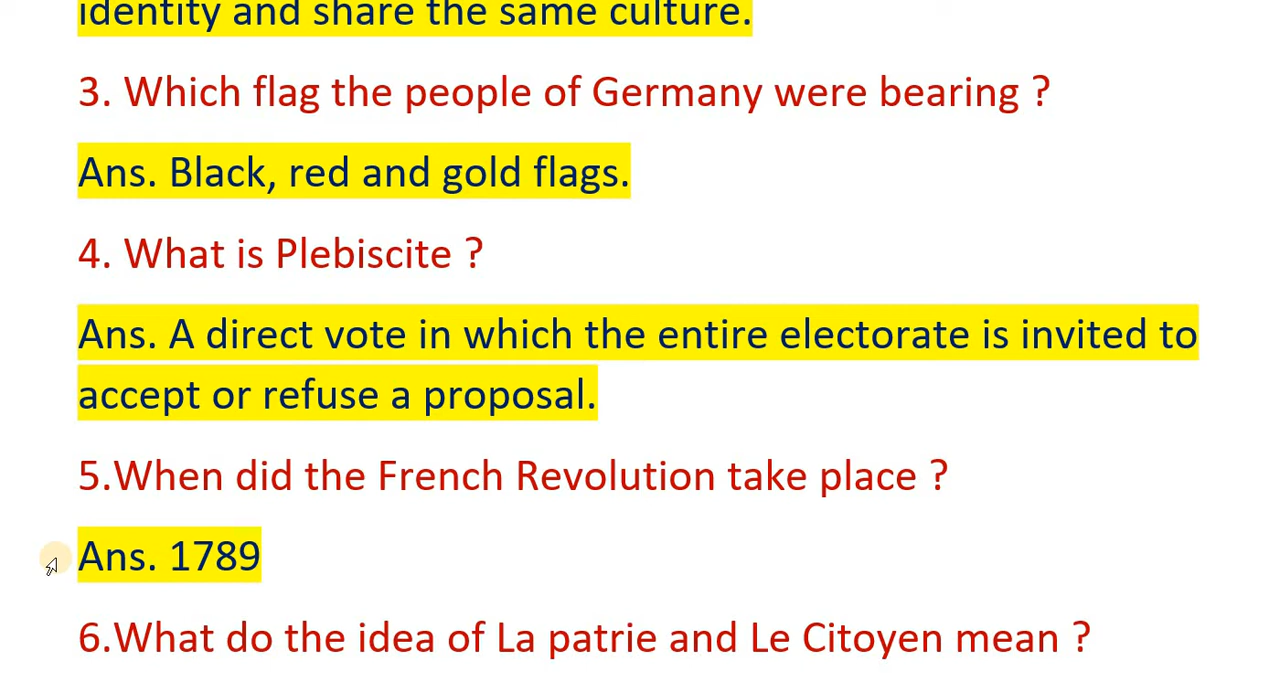 identity and share the same culture.
3. Which flag the people of Germany were bearing ?
Ans. Black, red and gold flags.
4. What is Plebiscite ?
Ans. A direct vote in which the entire electorate is invited to
accept or refuse a proposal.
5.When did the French Revolution take place ?
Ans. 1789
6.What do the idea of La patrie and Le Citoyen mean ?